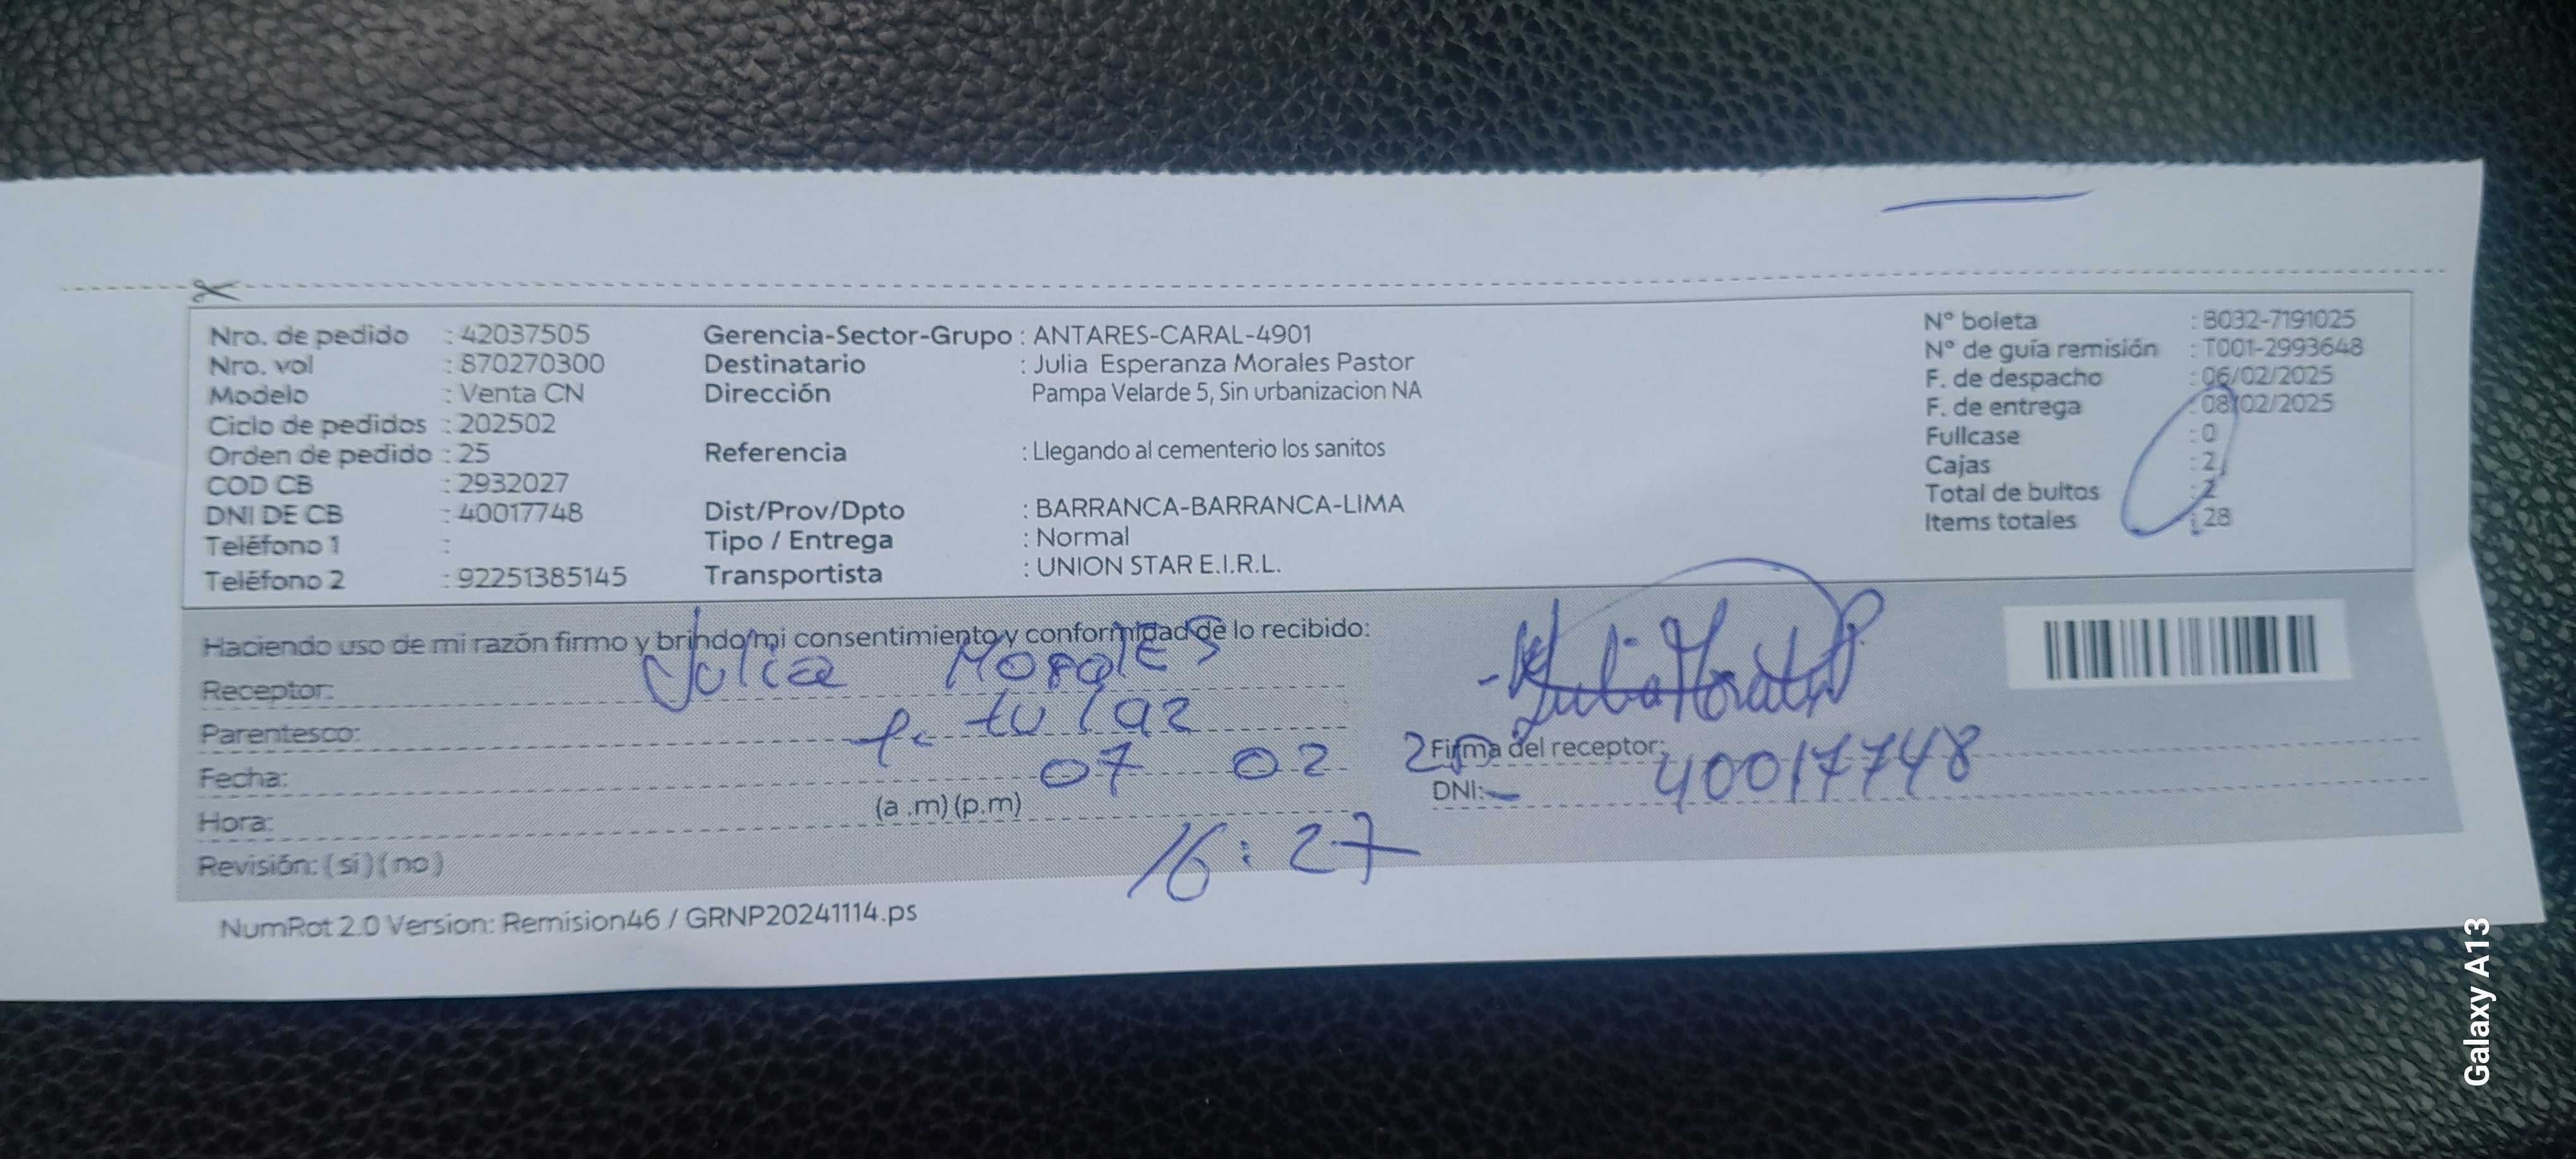 Nro. de pedido : 42037505 Gerencia-Sector-Grupo : ANTARES-CARAL-4901 N° boleta : B032-7191025
Nro. vol : 870270300 Destinatario : Julia Esperanza Morales Pastor N° de guía remisión : T001-2993648
Modelo : Venta CN Dirección Pampa Velarde 5, Sin urbanizacion NA F. de despacho : 06/02/2025
Ciclo de pedidos : 202502 F. de entrega : 08/02/2025
Orden de pedido : 25 Referencia : Llegando al cementerio los sanitos Fullcase : 0
COD CB : 2932027 Cajas : 2
DNI DE CB : 40017748 Dist/Prov/Dpto : BARRANCA-BARRANCA-LIMA Total de bultos : 2
Teléfono 1 : Tipo / Entrega : Normal Items totales : 28
Teléfono 2 : 92251385145 Transportista : UNION STAR E.I.R.L.
Haciendo uso de mi razón firmo y brindo mi consentimiento y conformidad de lo recibido:
Receptor: Julia Morales
Parentesco: tulaz
Firma del receptor: Julia Morales P.
Fecha: 07 02 25
DNI: 40017748
Hora: (a .m) (p.m) 16:27
Revisión: (si) (no)
NumRot 2.0 Version: Remision46 / GRNP20241114.ps
Galaxy A13